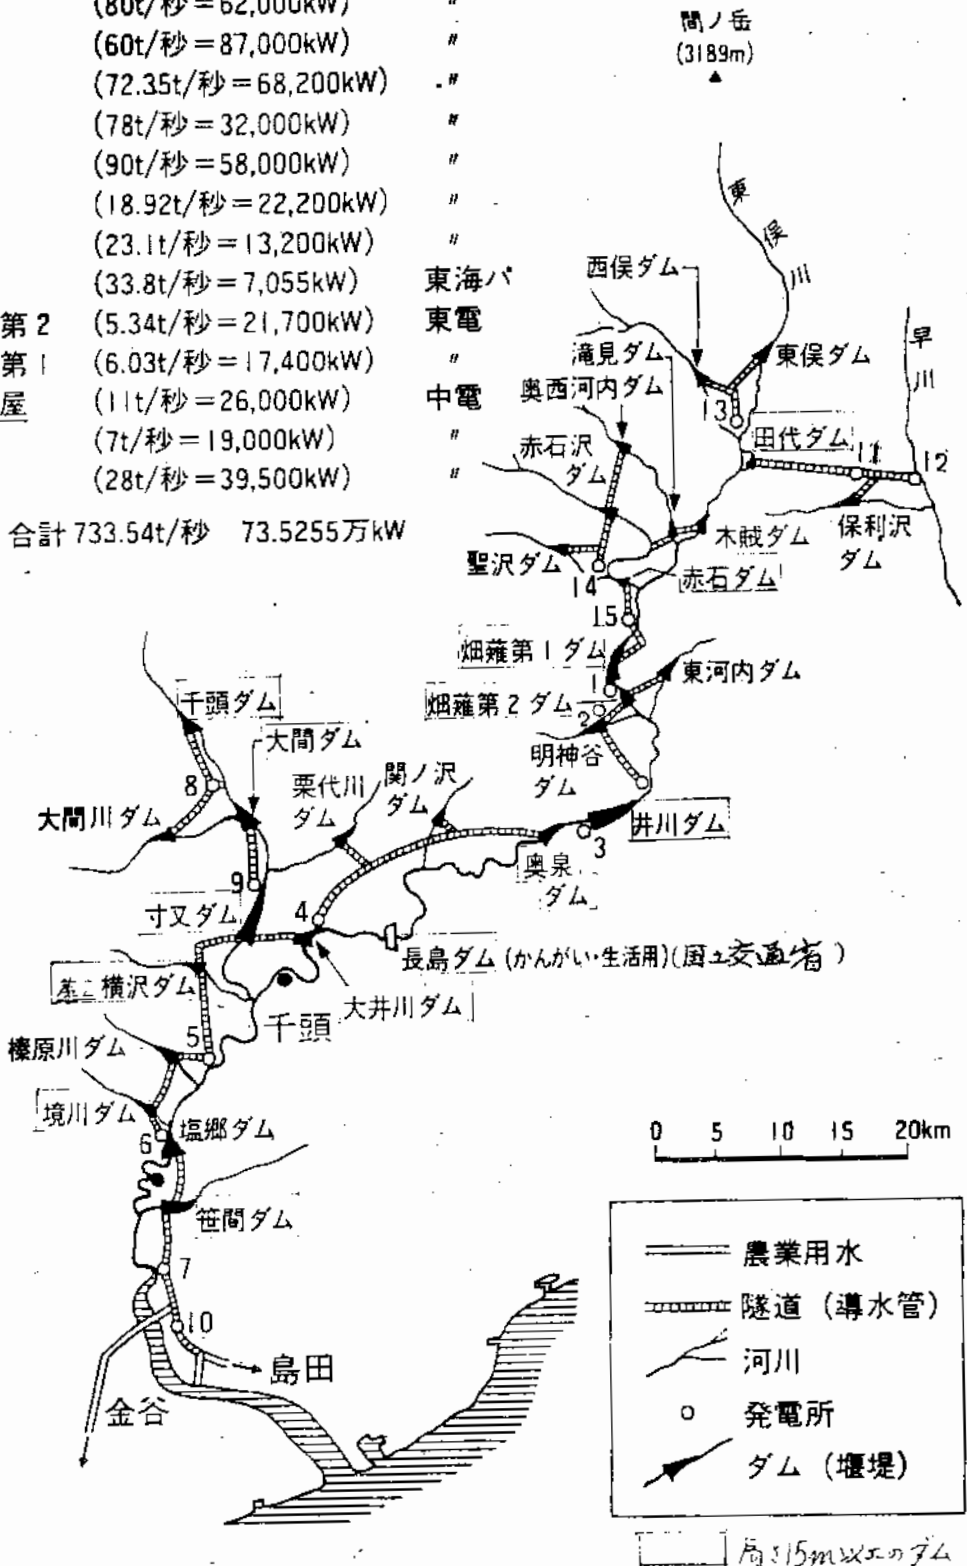 (80t/秒=62,000kW) 〃
(60t/秒=87,000kW) 〃
(72.35t/秒=68,200kW) 〃
(78t/秒=32,000kW) 〃
(90t/秒=58,000kW) 〃
(18.92t/秒=22,200kW) 〃
(23.1t/秒=13,200kW) 〃
(33.8t/秒=7,055kW) 東海パ
第2 (5.34t/秒=21,700kW) 東電
第1 (6.03t/秒=17,400kW) 〃
屋 (11t/秒=26,000kW) 中電
(7t/秒=19,000kW) 〃
(28t/秒=39,500kW) 〃
合計 733.54t/秒 73.5255万kW
間ノ岳
(3189m)
東俣川
西俣ダム
東俣ダム
早川
滝見ダム
奥西河内ダム
13
田代ダム
11
12
赤石沢
ダム
保利沢
ダム
木賊ダム
聖沢ダム
14
赤石ダム
15
畑薙第1ダム
1
東河内ダム
畑薙第2ダム
2
明神谷
ダム
千頭ダム
大間ダム
8
栗代川
ダム
関ノ沢
ダム
大間川ダム
井川ダム
3
奥泉
ダム
9
4
寸又ダム
長島ダム (かんがい・生活用)(国土交通省)
横沢ダム
大井川ダム
千頭
5
榛原川ダム
境川ダム
6
塩郷ダム
笹間ダム
7
10
島田
金谷
0 5 10 15 20km
農業用水
隧道 (導水管)
河川
発電所
ダム (堰堤)
高さ15m以上のダム